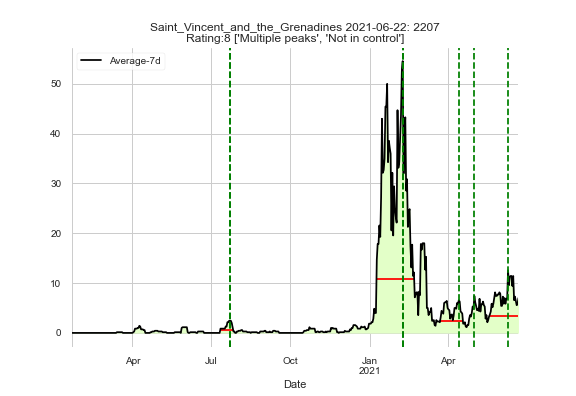 Saint_Vincent_and_the_Grenadines 2021-06-22: 2207
Rating:8 ['Multiple peaks', 'Not in control']
Average-7d
50
40
30
20
10
0
Apr Jul Oct Jan Apr
2021
Date